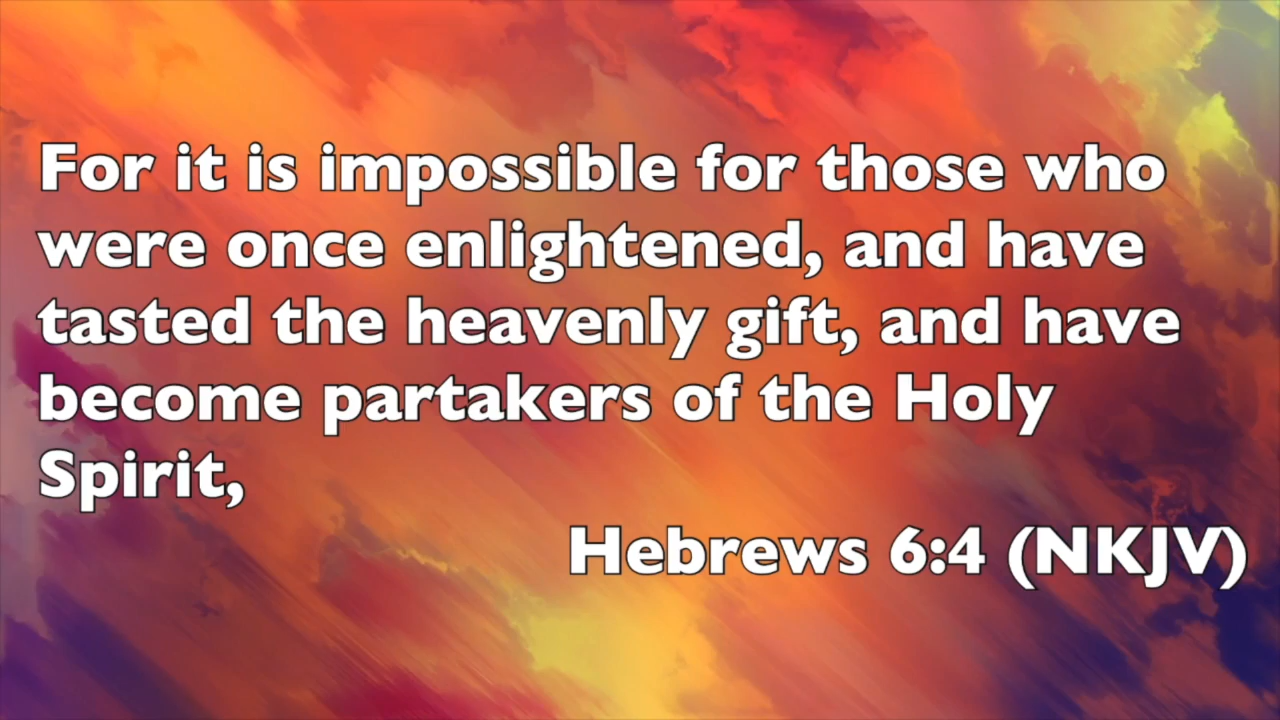 For it is impossible for those who
were once enlightened, and have
tasted the heavenly gift, and have
become partakers of the Holy
Spirit,
Hebrews 6:4 (NKJV)